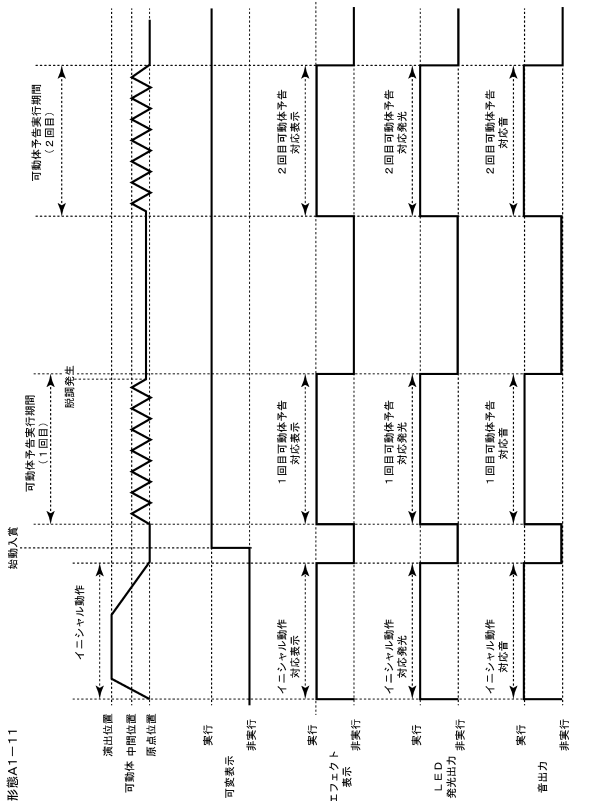 形態A1－11
始動入賞
イニシャル動作
可動体予告実行期間
（1回目）
脱調発生
可動体予告実行期間
（2回目）
可動体
演出位置
中間位置
原点位置
可変表示
実行
非実行
エフェクト
表示
実行
非実行
イニシャル動作
対応表示
1回目可動体予告
対応表示
2回目可動体予告
対応表示
LED
発光出力
実行
非実行
イニシャル動作
対応発光
1回目可動体予告
対応発光
2回目可動体予告
対応発光
音出力
実行
非実行
イニシャル動作
対応音
1回目可動体予告
対応音
2回目可動体予告
対応音